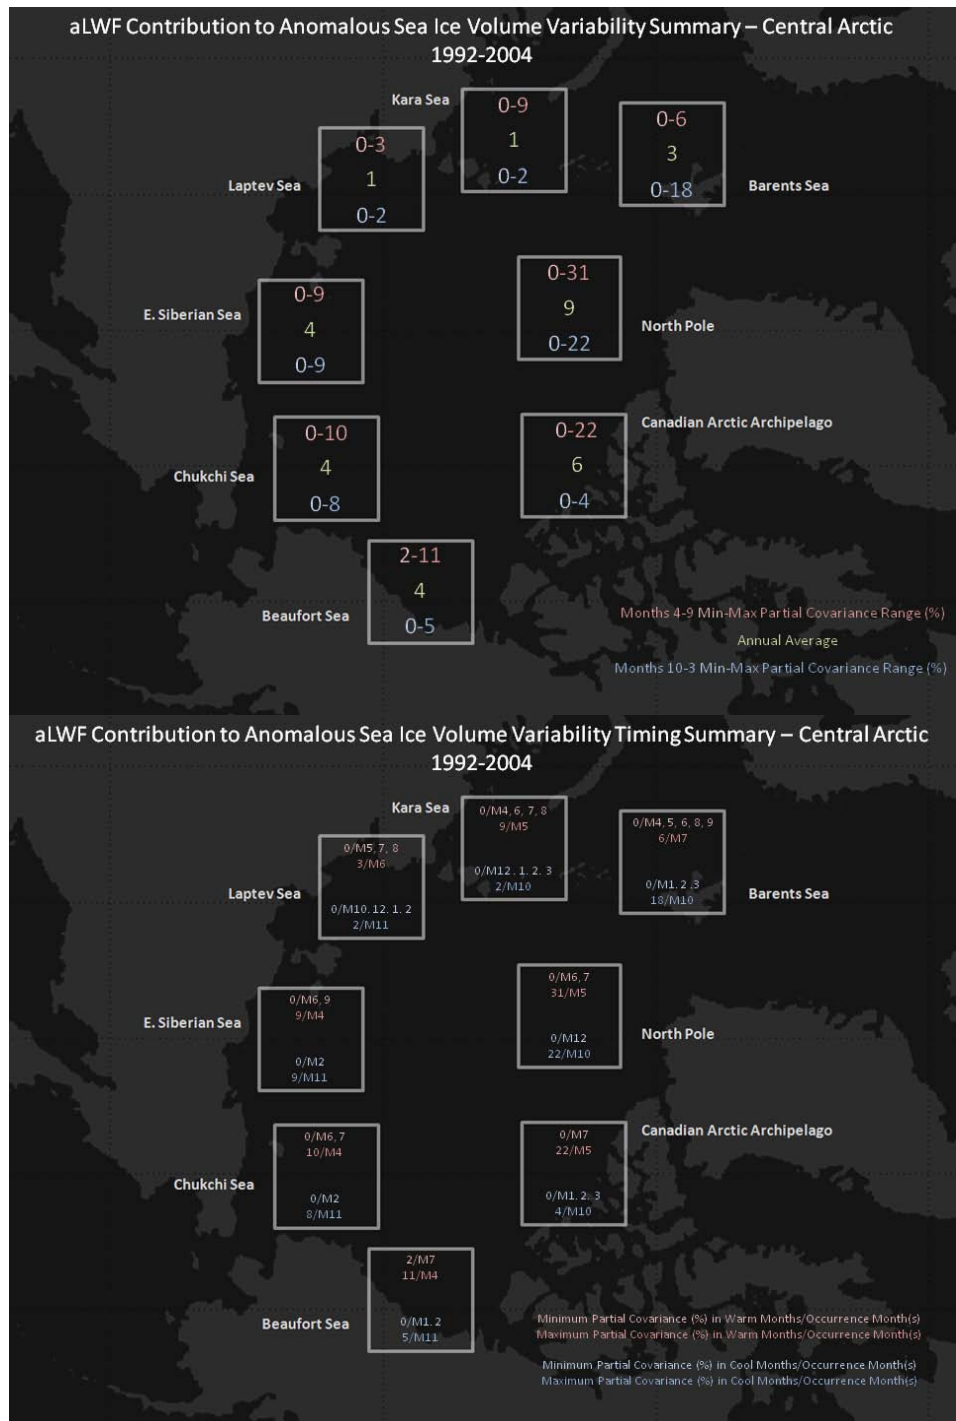 aLWF Contribution to Anomalous Sea Ice Volume Variability Summary – Central Arctic
1992-2004
Kara Sea
0-9
1
0-2
0-6
3
0-18
Barents Sea
0-3
1
0-2
Laptev Sea
0-31
9
0-22
North Pole
0-9
4
0-9
E. Siberian Sea
0-22
6
0-4
Canadian Arctic Archipelago
0-10
4
0-8
Chukchi Sea
2-11
4
0-5
Beaufort Sea
Months 4-9 Min-Max Partial Covariance Range (%)
Annual Average
Months 10-3 Min-Max Partial Covariance Range (%)
aLWF Contribution to Anomalous Sea Ice Volume Variability Timing Summary – Central Arctic
1992-2004
Kara Sea
0/M4, 6, 7, 8
9/M5
0/M12. 1. 2. 3
2/M10
0/M4, 5, 6, 8, 9
6/M7
0/M1. 2. 3
18/M10
Barents Sea
0/M5, 7, 8
3/M6
0/M10. 12. 1. 2
2/M11
Laptev Sea
0/M6, 7
31/M5
0/M12
22/M10
North Pole
0/M6, 9
9/M4
0/M2
9/M11
E. Siberian Sea
0/M7
22/M5
0/M1. 2. 3
4/M10
Canadian Arctic Archipelago
0/M6, 7
10/M4
0/M2
8/M11
Chukchi Sea
2/M7
11/M4
0/M1. 2
5/M11
Beaufort Sea
Minimum Partial Covariance (%) in Warm Months/Occurrence Month(s)
Maximum Partial Covariance (%) in Warm Months/Occurrence Month(s)
Minimum Partial Covariance (%) in Cool Months/Occurrence Month(s)
Maximum Partial Covariance (%) in Cool Months/Occurrence Month(s)